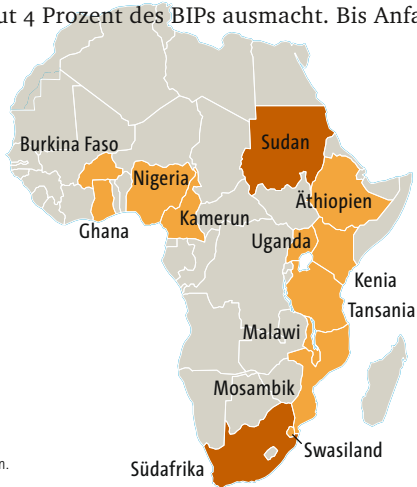 ut 4 Prozent des BIPs ausmacht. Bis Anfa
Burkina Faso
Sudan
Nigeria
Äthiopien
Kamerun
Ghana
Uganda
Kenia
Tansania
Malawi
Mosambik
Swasiland
n.
Südafrika